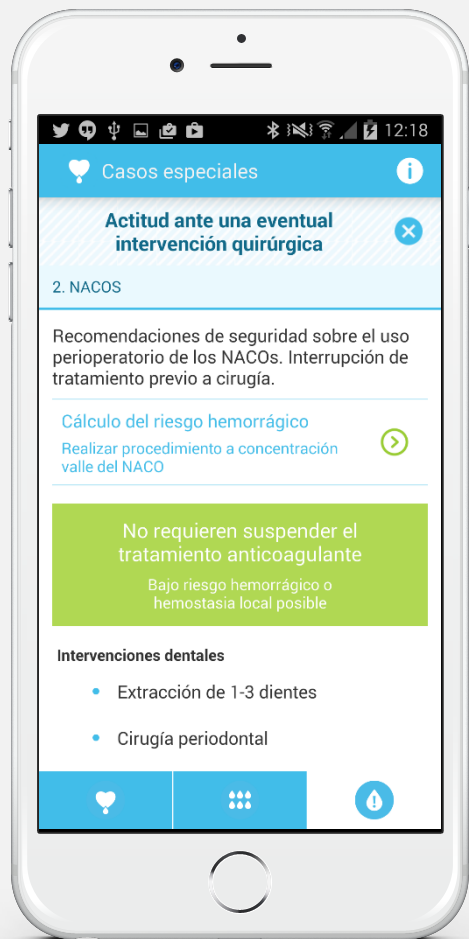 12:18
Casos especiales
i
Actitud ante una eventual
intervención quirúrgica
2. NACOS
Recomendaciones de seguridad sobre el uso
perioperatorio de los NACOs. Interrupción de
tratamiento previo a cirugía.
Cálculo del riesgo hemorrágico
Realizar procedimiento a concentración
valle del NACO
No requieren suspender el
tratamiento anticoagulante
Bajo riesgo hemorrágico o
hemostasia local posible
Intervenciones dentales
• Extracción de 1-3 dientes
• Cirugía periodontal